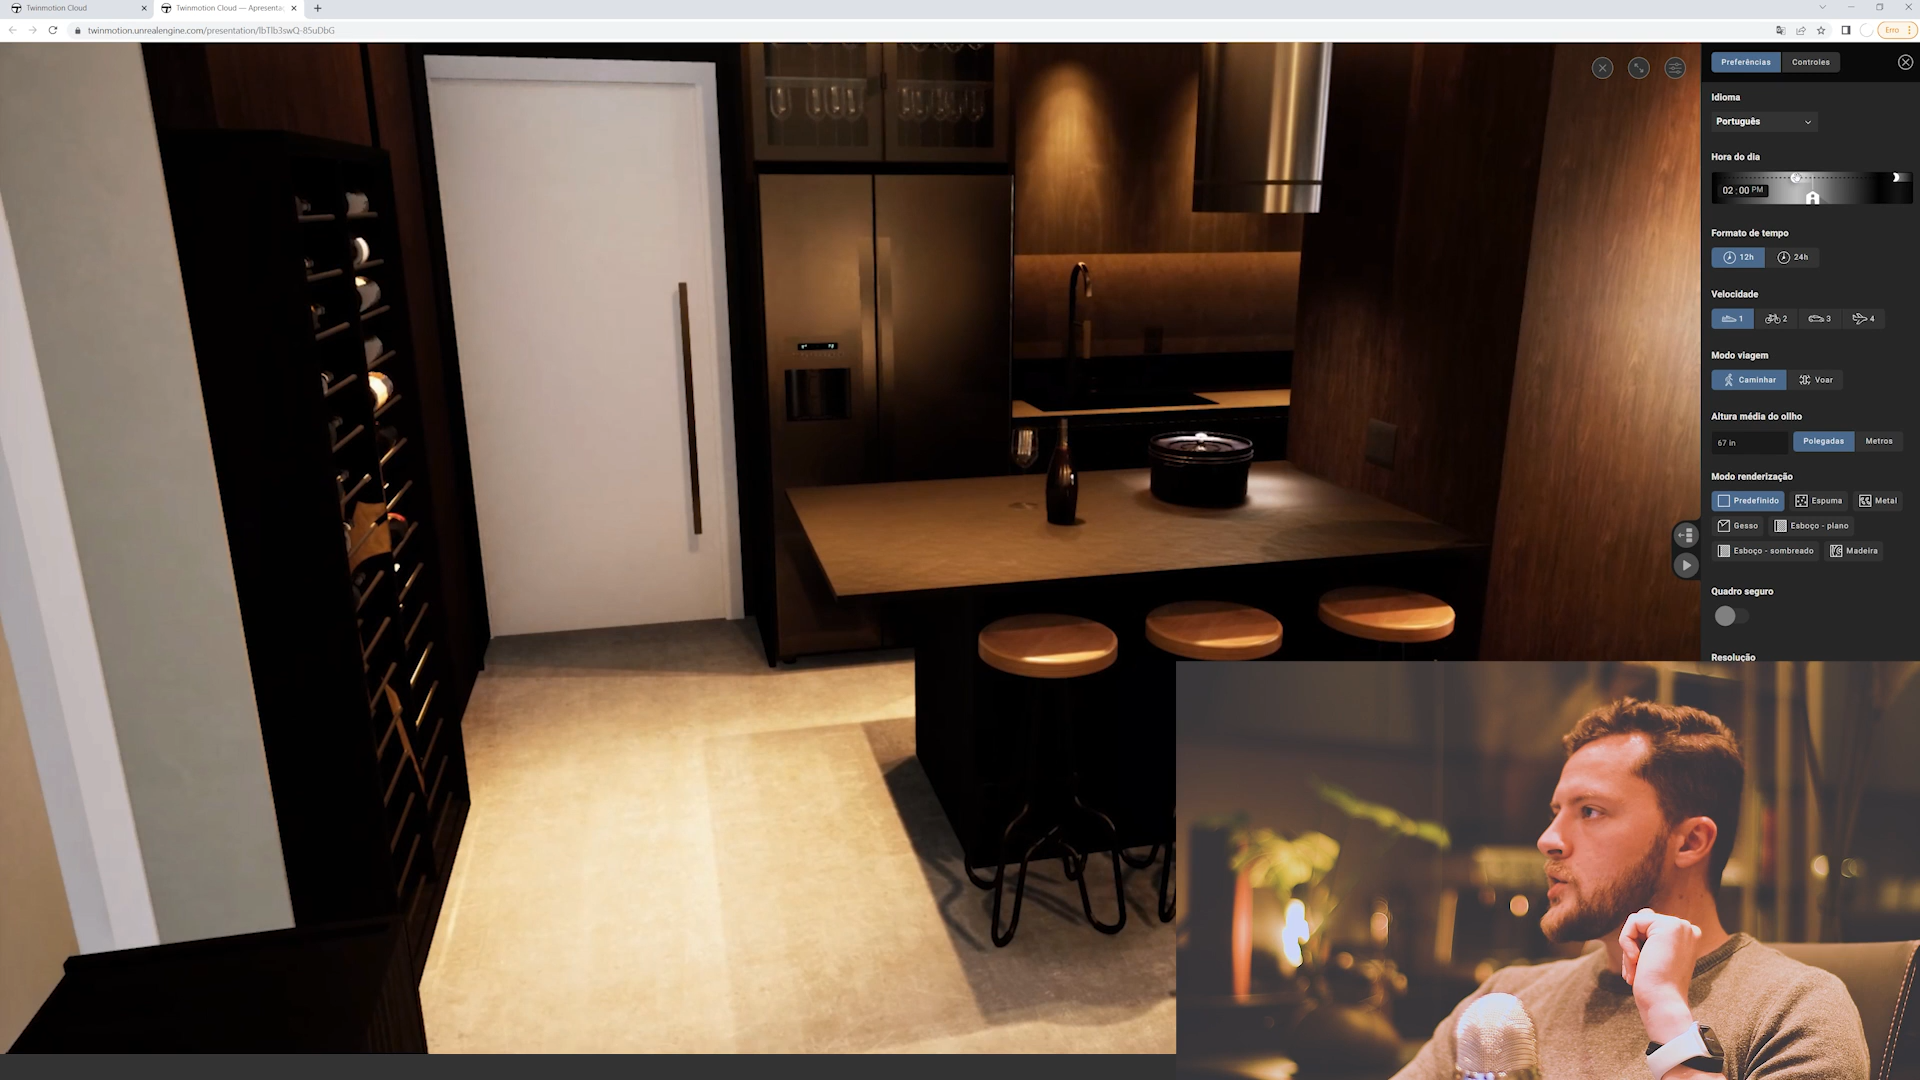 Twinmotion Cloud
Twinmotion Cloud — Apresenta
twinmotion.unrealengine.com/presentation/lbTlb3swQ-85uDbG
Erro
Preferências
Controles
Idioma
Português
Hora do dia
02 : 00 PM
Formato de tempo
12h
24h
Velocidade
1
2
3
4
Modo viagem
Caminhar
Voar
Altura média do ollho
67 in
Polegadas
Metros
Modo renderização
Predefinido
Espuma
Metal
Gesso
Esboço - plano
Esboço - sombreado
Madeira
Quadro seguro
Resolução